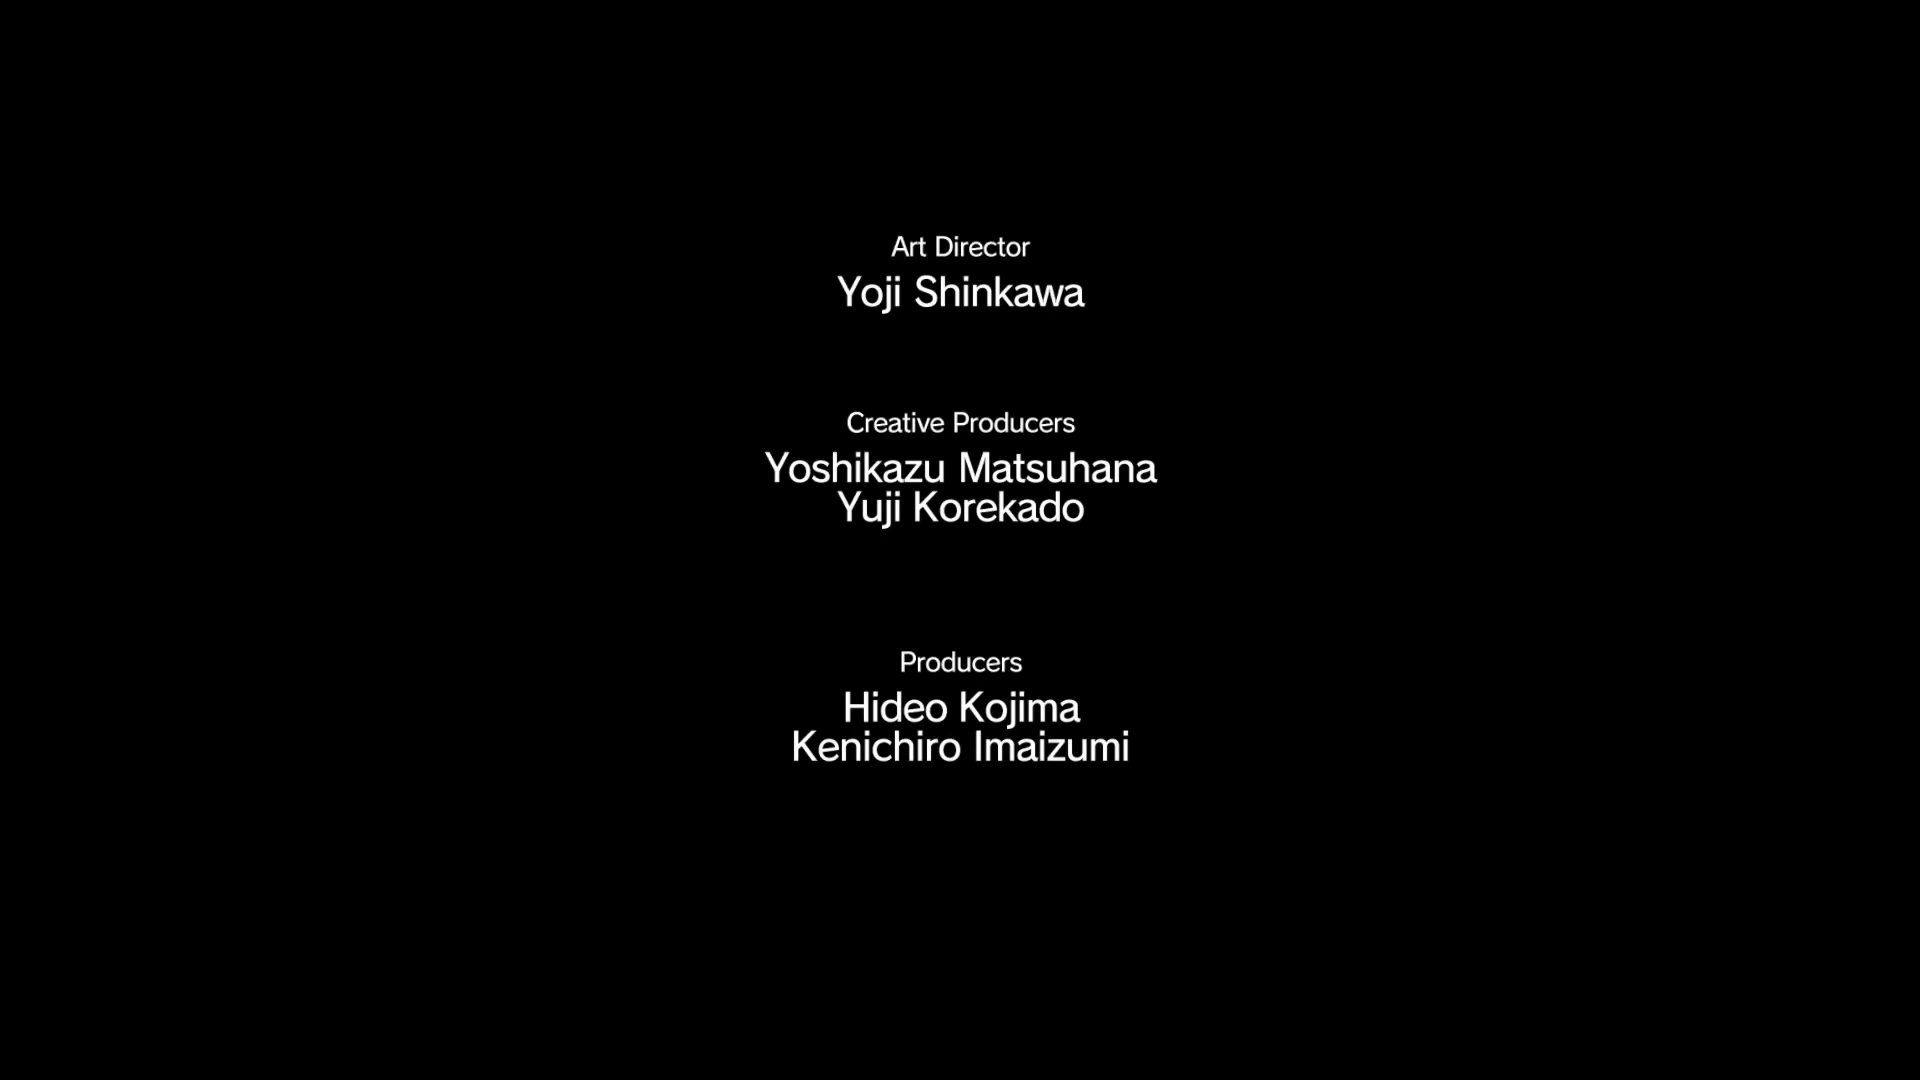 Art Director
Yoji Shinkawa
Creative Producers
Yoshikazu Matsuhana
Yuji Korekado
Producers
Hideo Kojima
Kenichiro Imaizumi